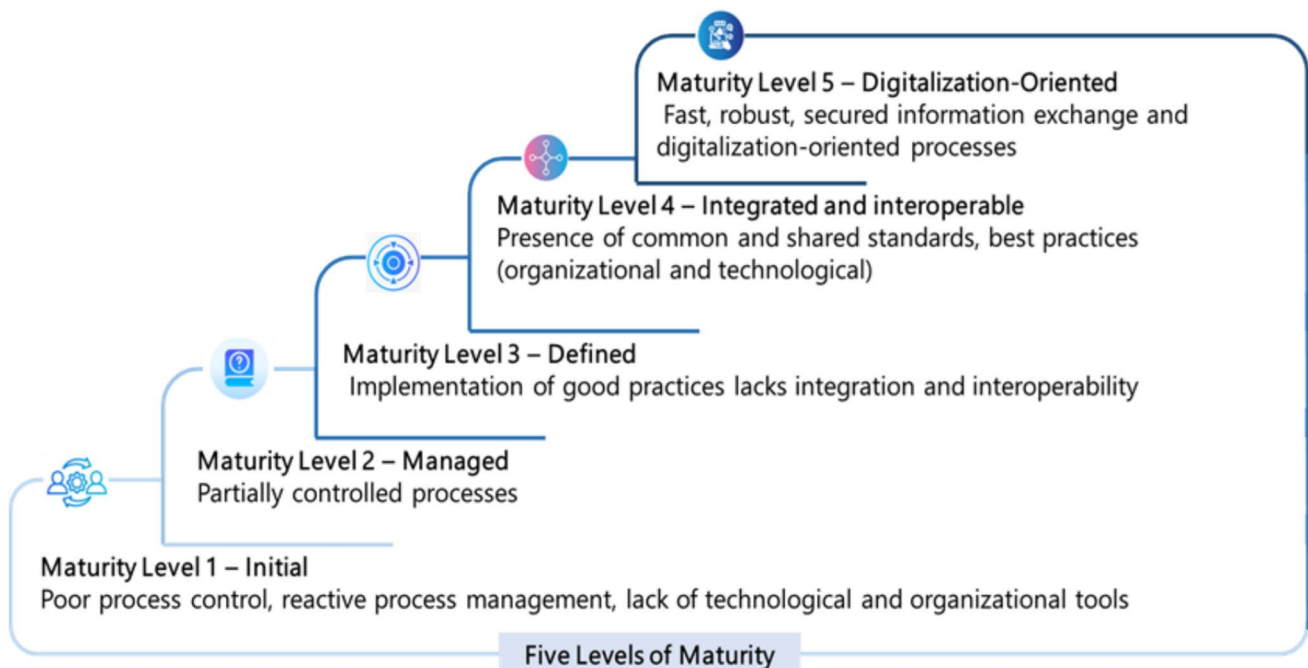 Maturity Level 5 – Digitalization-Oriented
Fast, robust, secured information exchange and
digitalization-oriented processes
Maturity Level 4 – Integrated and interoperable
Presence of common and shared standards, best practices
(organizational and technological)
Maturity Level 3 – Defined
Implementation of good practices lacks integration and interoperability
Maturity Level 2 – Managed
Partially controlled processes
Maturity Level 1 – Initial
Poor process control, reactive process management, lack of technological and organizational tools
Five Levels of Maturity